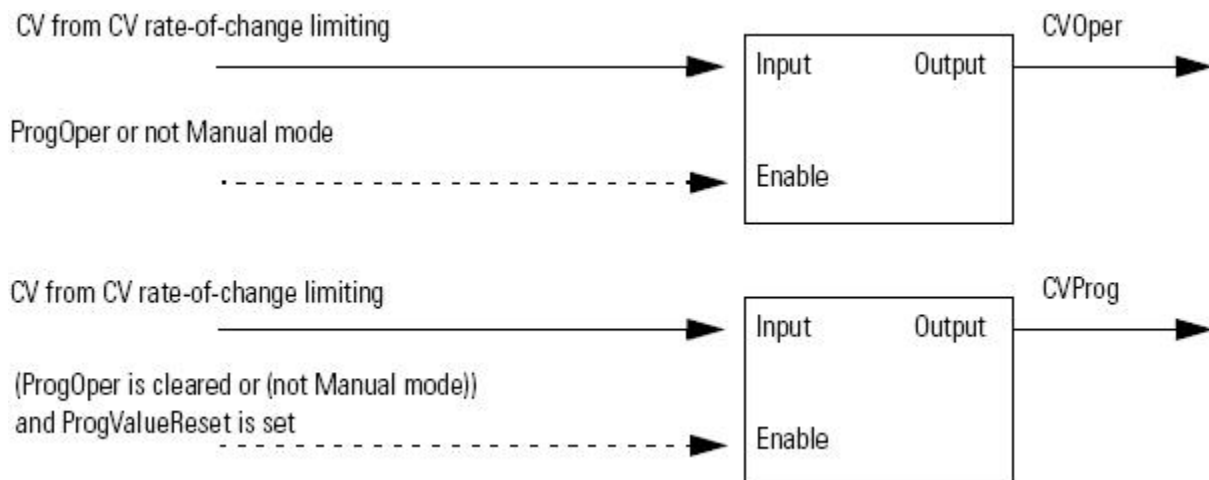 CV from CV rate-of-change limiting
CVOper
Input Output
ProgOper or not Manual mode
Enable
CV from CV rate-of-change limiting
CVProg
Input Output
(ProgOper is cleared or (not Manual mode))
and ProgValueReset is set
Enable